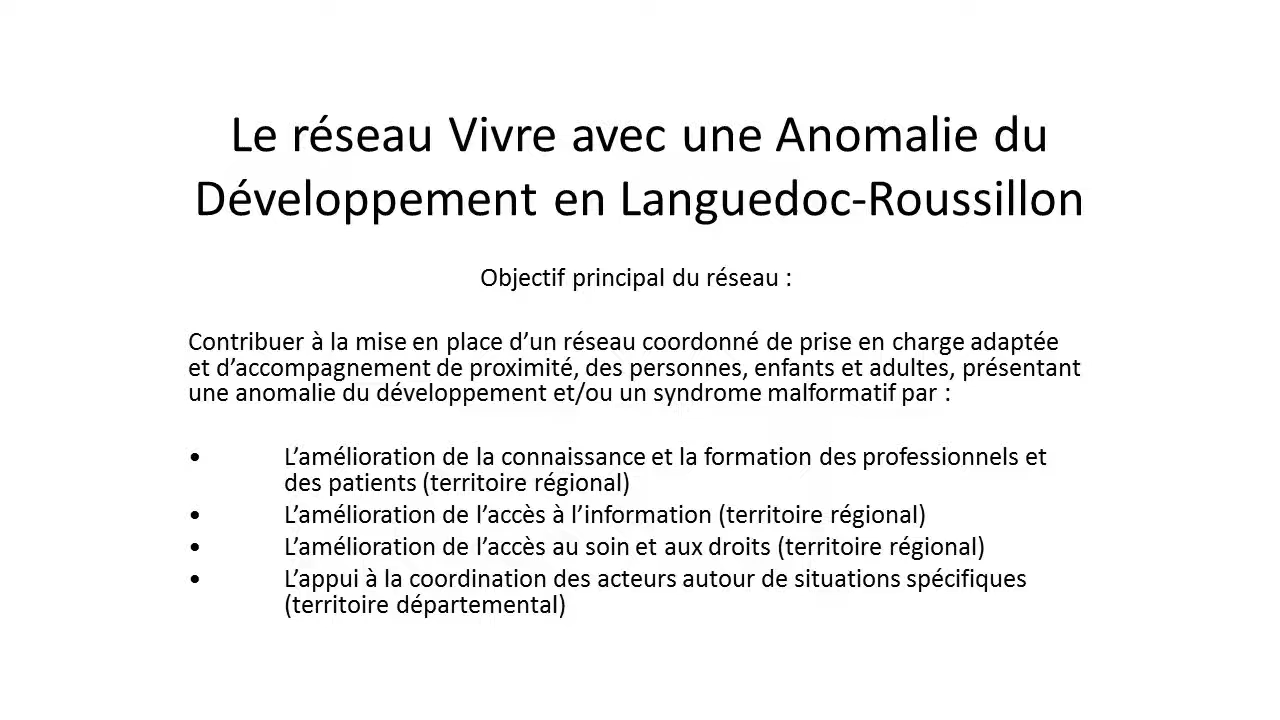 Le réseau Vivre avec une Anomalie du
Développement en Languedoc-Roussillon
Objectif principal du réseau :
Contribuer à la mise en place d’un réseau coordonné de prise en charge adaptée
et d’accompagnement de proximité, des personnes, enfants et adultes, présentant
une anomalie du développement et/ou un syndrome malformatif par :
• L’amélioration de la connaissance et la formation des professionnels et
des patients (territoire régional)
• L’amélioration de l’accès à l’information (territoire régional)
• L’amélioration de l’accès au soin et aux droits (territoire régional)
• L’appui à la coordination des acteurs autour de situations spécifiques
(territoire départemental)